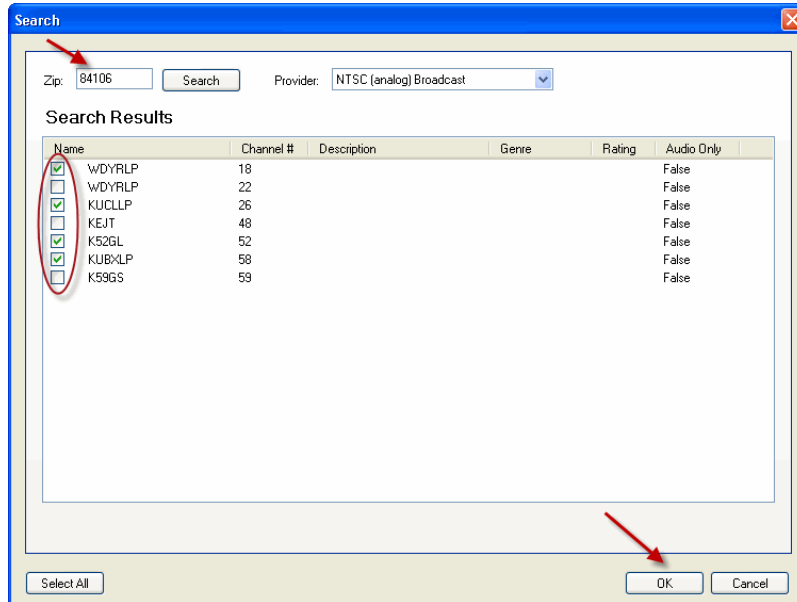 Search
Zip: 84106 Search Provider: NTSC (analog) Broadcast
Search Results
Name Channel # Description Genre Rating Audio Only
WDYRLP 18 False
WDYRLP 22 False
KUCLLP 26 False
KEJT 48 False
K52GL 52 False
KUBXLP 58 False
K59GS 59 False
Select All OK Cancel